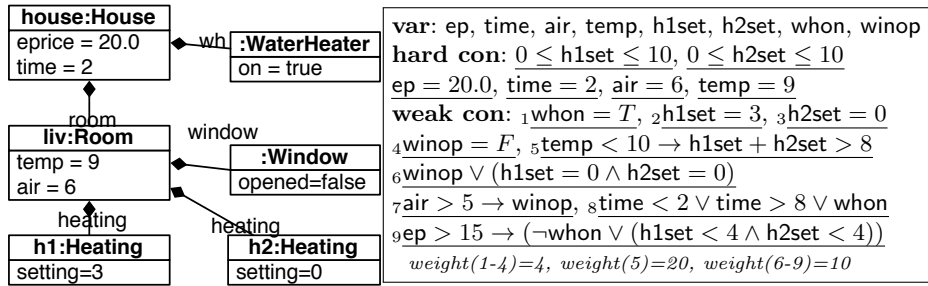 house:House
eprice = 20.0
time = 2
wh
:WaterHeater
on = true
room
liv:Room
temp = 9
air = 6
window
:Window
opened=false
heating
heating
h1:Heating
setting=3
h2:Heating
setting=0
var: ep, time, air, temp, h1set, h2set, whon, winop
hard con: 0 ≤ h1set ≤ 10, 0 ≤ h2set ≤ 10
ep = 20.0, time = 2, air = 6, temp = 9
weak con: ₁whon = T, ₂h1set = 3, ₃h2set = 0
₄winop = F, ₅temp < 10 → h1set + h2set > 8
₆winop ∨ (h1set = 0 ∧ h2set = 0)
₇air > 5 → winop, ₈time < 2 ∨ time > 8 ∨ whon
₉ep > 15 → (¬whon ∨ (h1set < 4 ∧ h2set < 4))
weight(1-4)=4, weight(5)=20, weight(6-9)=10